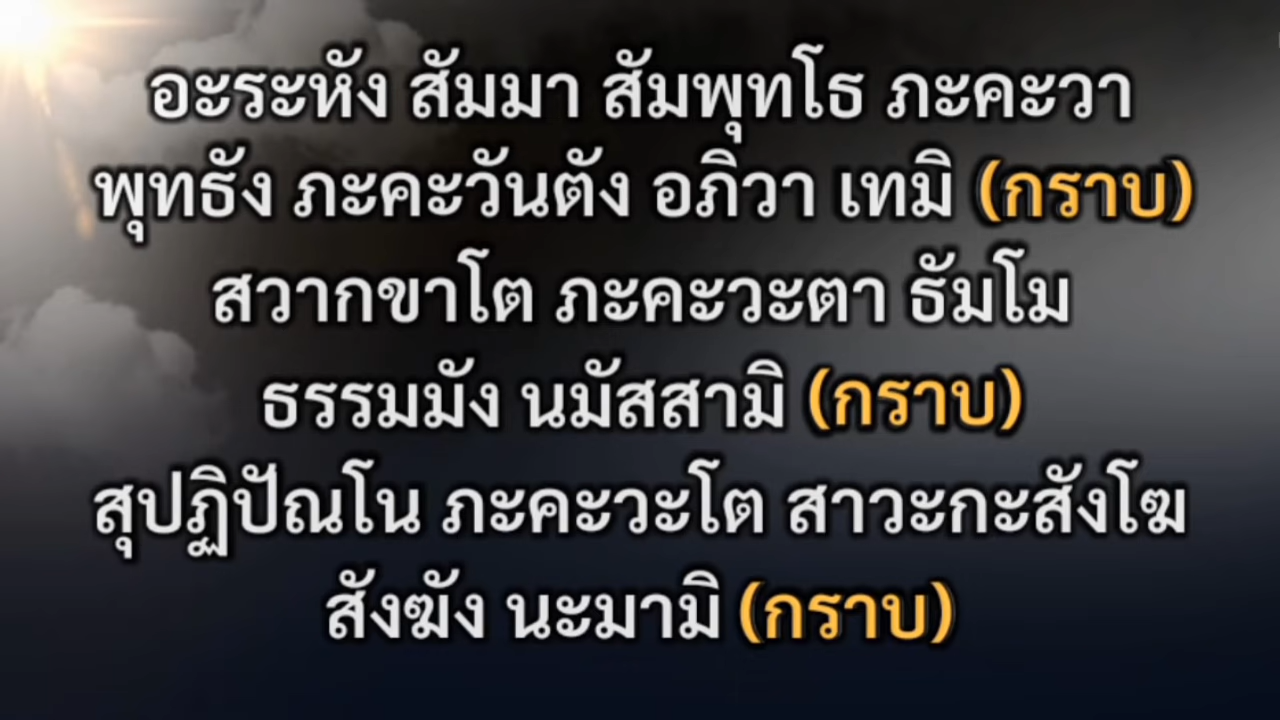 อะระหัง สัมมา สัมพุทโธ ภะคะวา
พุทธัง ภะคะวันตัง อภิวา เทมิ (กราบ)
สวากขาโต ภะคะวะตา ธัมโม
ธรรมมัง นมัสสามิ (กราบ)
สุปฏิปัณโน ภะคะวะโต สาวะกะสังโฆ
สังฆัง นะมามิ (กราบ)